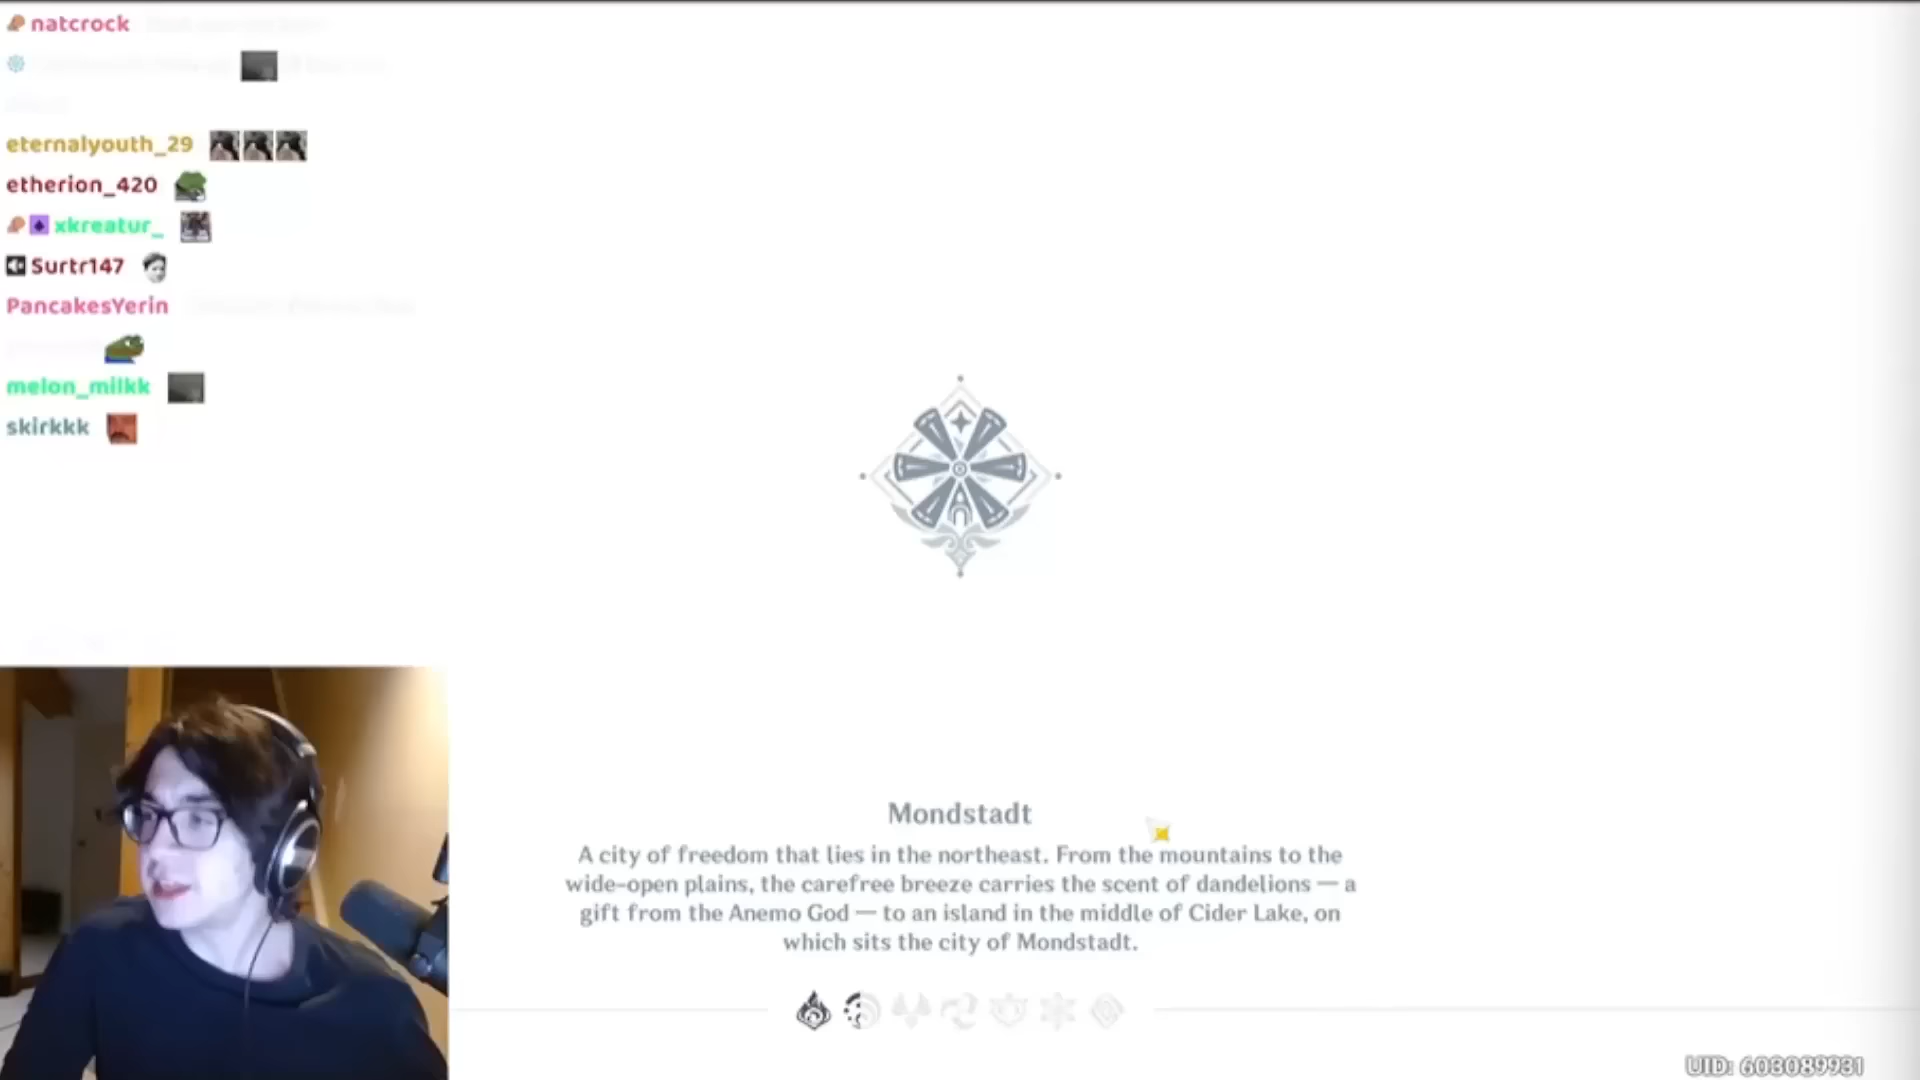 natcrock
eternalyouth_29
etherion_420
xkreatur_
Surtr147
PancakesYerin
melon_milkk
skirkkk
Mondstadt
A city of freedom that lies in the northeast. From the mountains to the
wide-open plains, the carefree breeze carries the scent of dandelions — a
gift from the Anemo God — to an island in the middle of Cider Lake, on
which sits the city of Mondstadt.
UID: 603089931